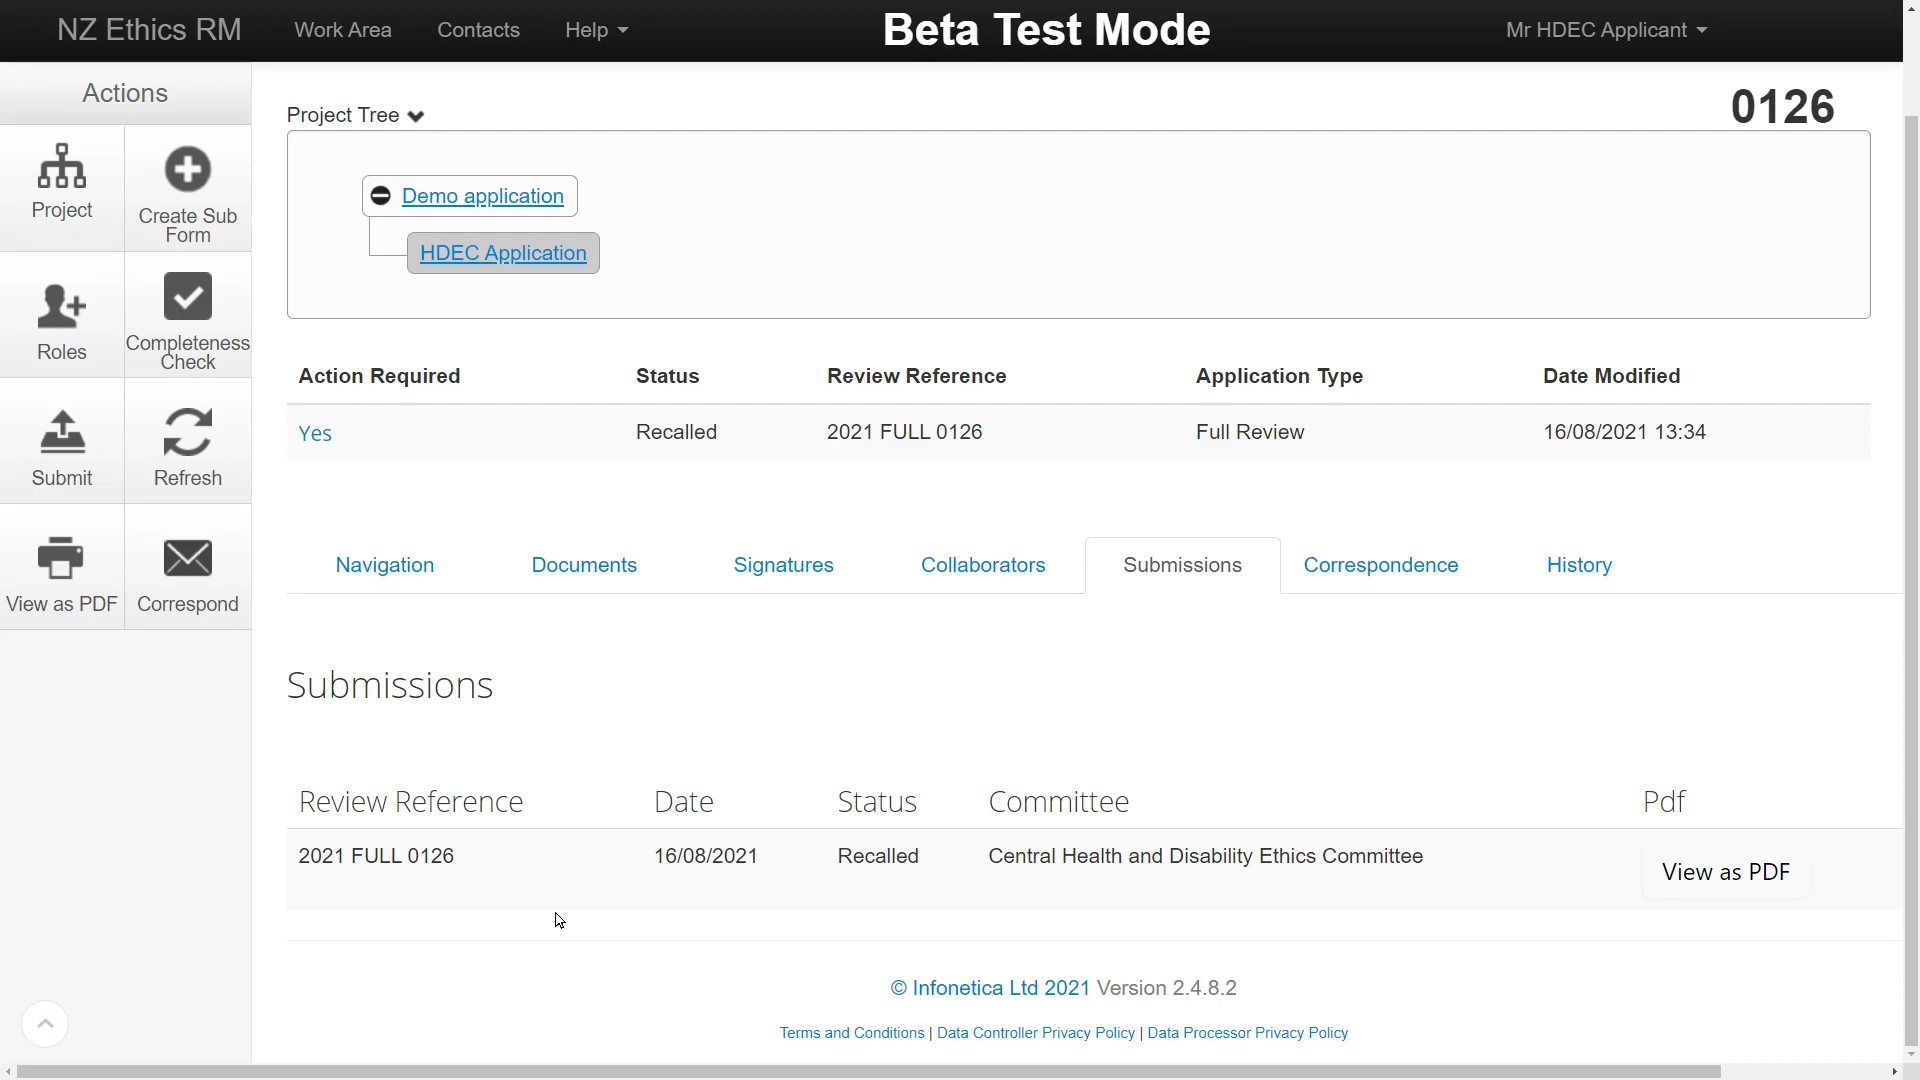 NZ Ethics RM Work Area Contacts Help Beta Test Mode Mr HDEC Applicant
Actions
Project
Create Sub
Form
Roles
Completeness
Check
Submit
Refresh
View as PDF
Correspond
Project Tree
0126
Demo application
HDEC Application
Action Required Status Review Reference Application Type Date Modified
Yes Recalled 2021 FULL 0126 Full Review 16/08/2021 13:34
Navigation Documents Signatures Collaborators Submissions Correspondence History
Submissions
Review Reference Date Status Committee Pdf
2021 FULL 0126 16/08/2021 Recalled Central Health and Disability Ethics Committee View as PDF
© Infonetica Ltd 2021 Version 2.4.8.2
Terms and Conditions | Data Controller Privacy Policy | Data Processor Privacy Policy